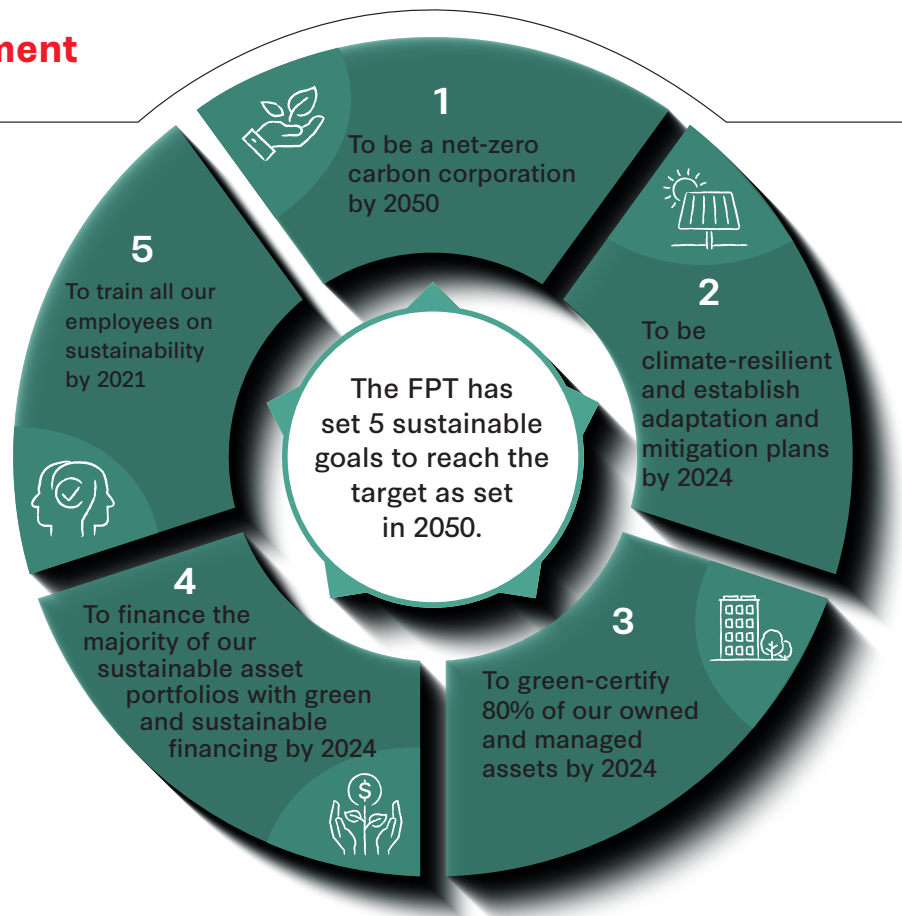 ment
1
To be a net-zero
carbon corporation
by 2050
2
To be
climate-resilient
and establish
adaptation and
mitigation plans
by 2024
3
To green-certify
80% of our owned
and managed
assets by 2024
4
To finance the
majority of our
sustainable asset
portfolios with green
and sustainable
financing by 2024
$
5
To train all our
employees on
sustainability
by 2021
The FPT has
set 5 sustainable
goals to reach the
target as set
in 2050.